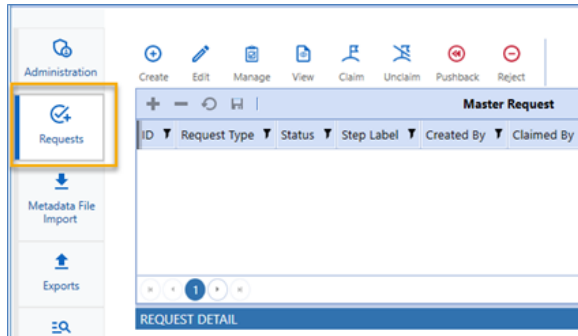 Administration
Requests
Metadata File
Import
Exports
Create Edit Manage View Claim Unclaim Pushback Reject
Master Request
ID Request Type Status Step Label Created By Claimed By
1
REQUEST DETAIL